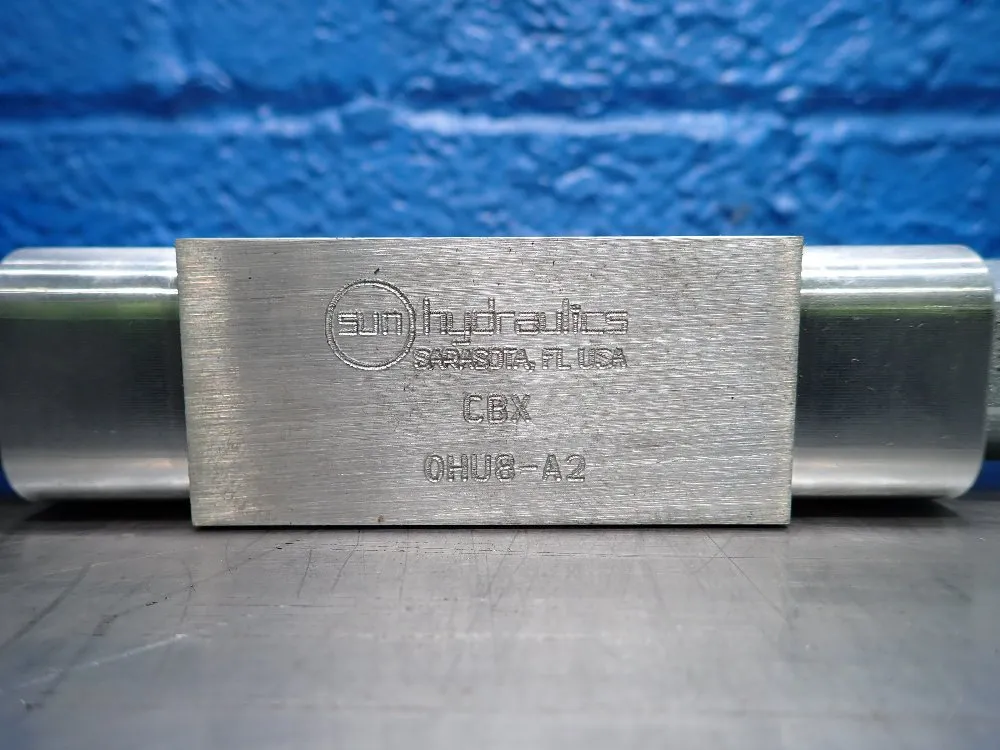 sun hydraulics
SARASOTA, FL USA
CBX
0HU8-A2